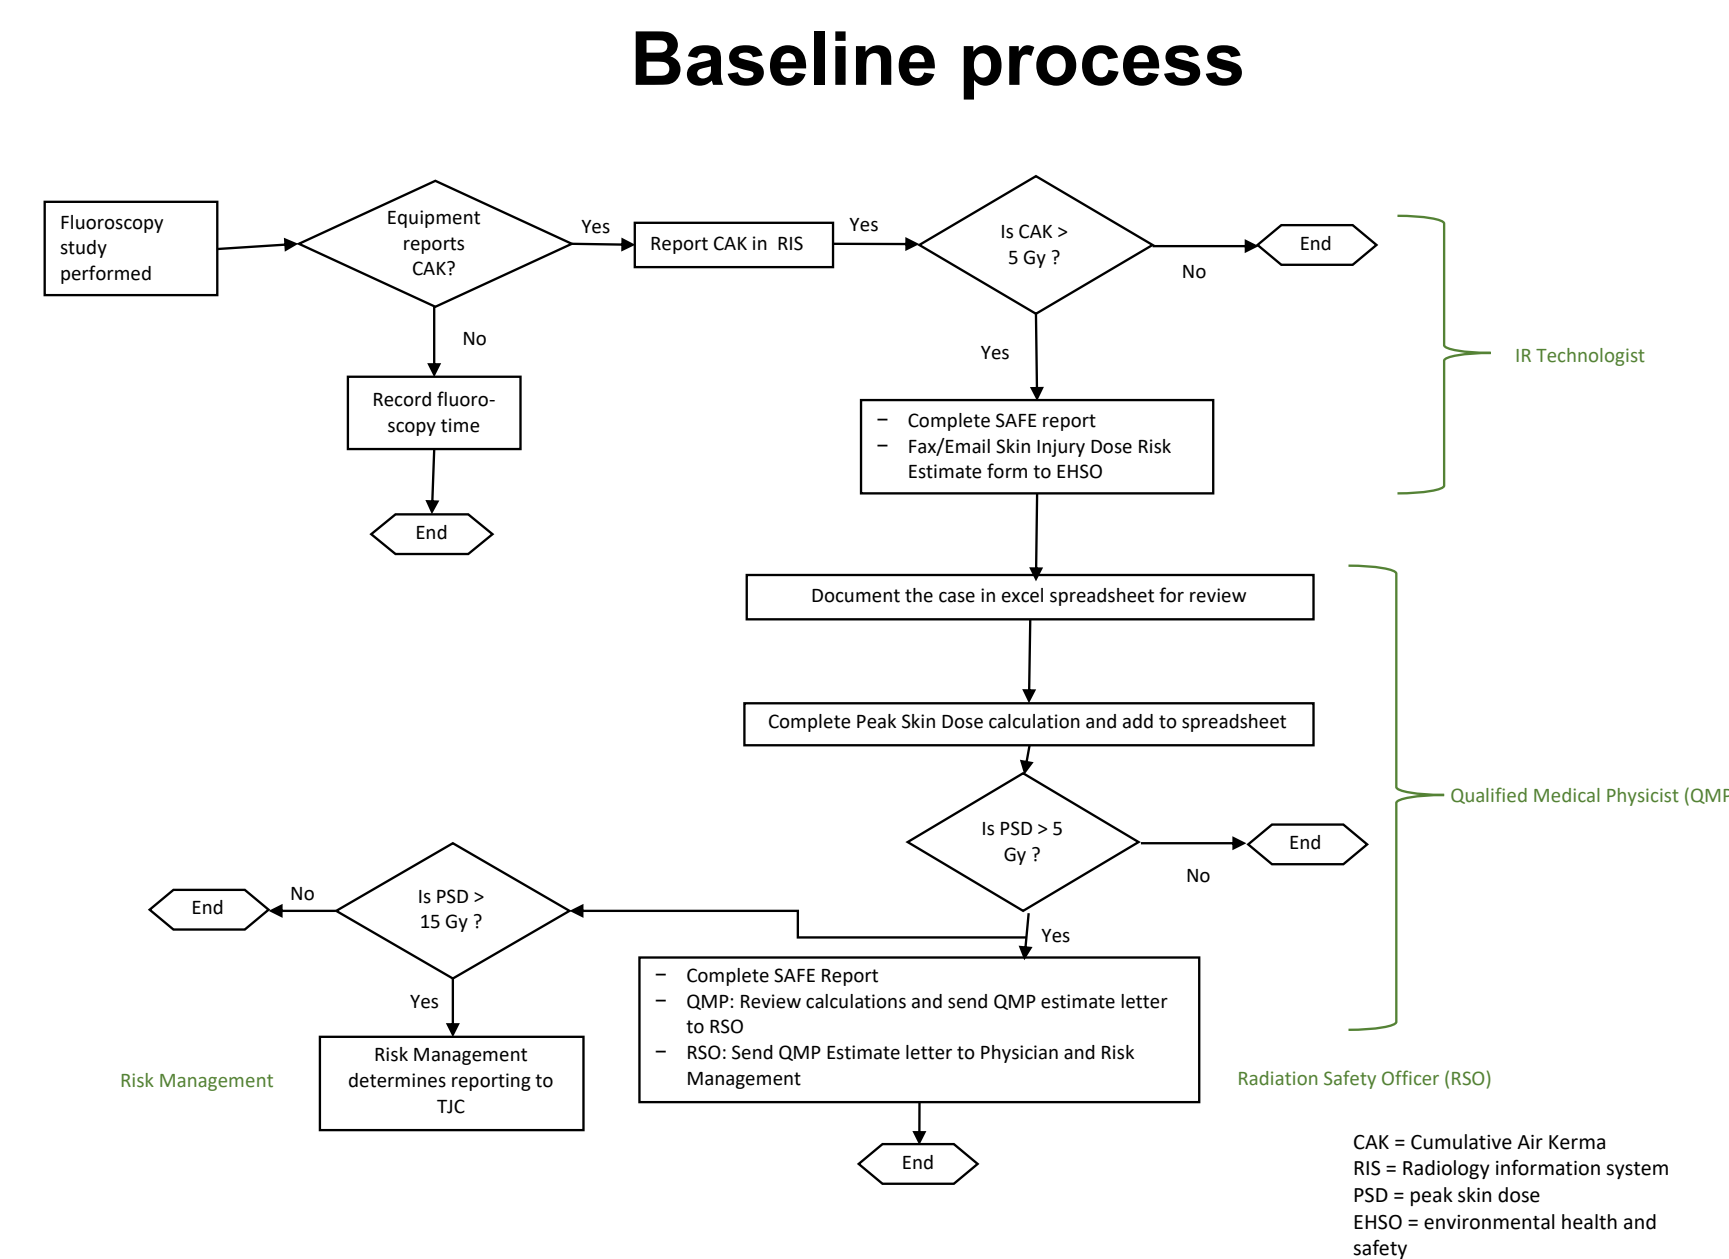 Baseline process
Fluoroscopy
study
performed
Equipment
reports
CAK?
Yes
Report CAK in  RIS
Yes
Is CAK >
5 Gy ?
No
End
No
Record fluoro-
scopy time
End
Yes
– Complete SAFE report
– Fax/Email Skin Injury Dose Risk
Estimate form to EHSO
IR Technologist
Document the case in excel spreadsheet for review
Complete Peak Skin Dose calculation and add to spreadsheet
Is PSD > 5
Gy ?
No
End
Qualified Medical Physicist (QMP
Yes
Is PSD >
15 Gy ?
No
End
Yes
Risk Management
determines reporting to
TJC
Risk Management
– Complete SAFE Report
– QMP: Review calculations and send QMP estimate letter
to RSO
– RSO: Send QMP Estimate letter to Physician and Risk
Management
Radiation Safety Officer (RSO)
End
CAK = Cumulative Air Kerma
RIS = Radiology information system
PSD = peak skin dose
EHSO = environmental health and
safety